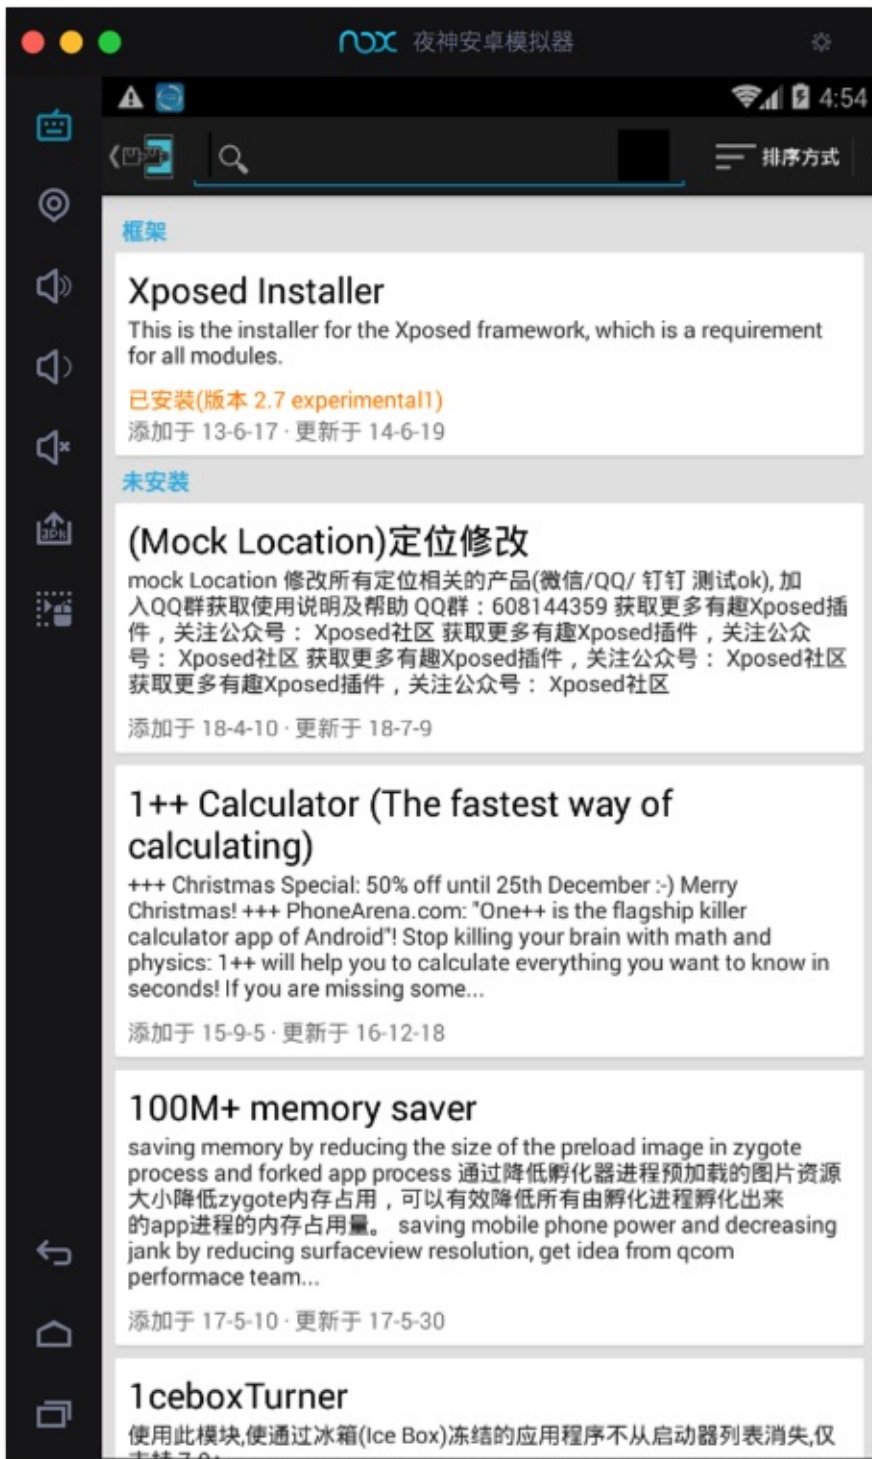 nox 夜神安卓模拟器
4:54
排序方式
框架
Xposed Installer
This is the installer for the Xposed framework, which is a requirement
for all modules.
已安装(版本 2.7 experimental1)
添加于 13-6-17 · 更新于 14-6-19
未安装
(Mock Location)定位修改
mock Location 修改所有定位相关的产品(微信/QQ/ 钉钉 测试ok), 加
入QQ群获取使用说明及帮助 QQ群：608144359 获取更多有趣Xposed插
件，关注公众号： Xposed社区 获取更多有趣Xposed插件，关注公众
号： Xposed社区 获取更多有趣Xposed插件，关注公众号： Xposed社区
获取更多有趣Xposed插件，关注公众号： Xposed社区
添加于 18-4-10 · 更新于 18-7-9
1++ Calculator (The fastest way of
calculating)
+++ Christmas Special: 50% off until 25th December :-) Merry
Christmas! +++ PhoneArena.com: "One++ is the flagship killer
calculator app of Android"! Stop killing your brain with math and
physics: 1++ will help you to calculate everything you want to know in
seconds! If you are missing some...
添加于 15-9-5 · 更新于 16-12-18
100M+ memory saver
saving memory by reducing the size of the preload image in zygote
process and forked app process 通过降低孵化器进程预加载的图片资源
大小降低zygote内存占用，可以有效降低所有由孵化进程孵化出来
的app进程的内存占用量。 saving mobile phone power and decreasing
jank by reducing surfaceview resolution, get idea from qcom
performace team...
添加于 17-5-10 · 更新于 17-5-30
1ceboxTurner
使用此模块,使通过冰箱(Ice Box)冻结的应用程序不从启动器列表消失,仅